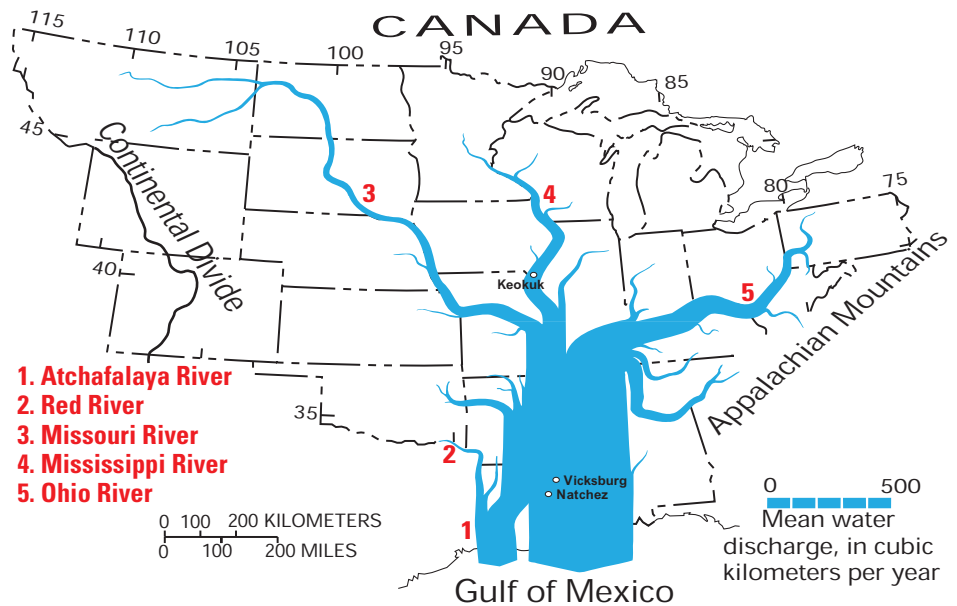 CANADA
115
110
105
100
95
90
85
80
75
45
40
35
Continental Divide
3
4
5
Keokuk
Appalachian Mountains
1. Atchafalaya River
2. Red River
3. Missouri River
4. Mississippi River
5. Ohio River
2
Vicksburg
Natchez
1
0 100 200 KILOMETERS
0 100 200 MILES
0 500
Mean water
discharge, in cubic
kilometers per year
Gulf of Mexico